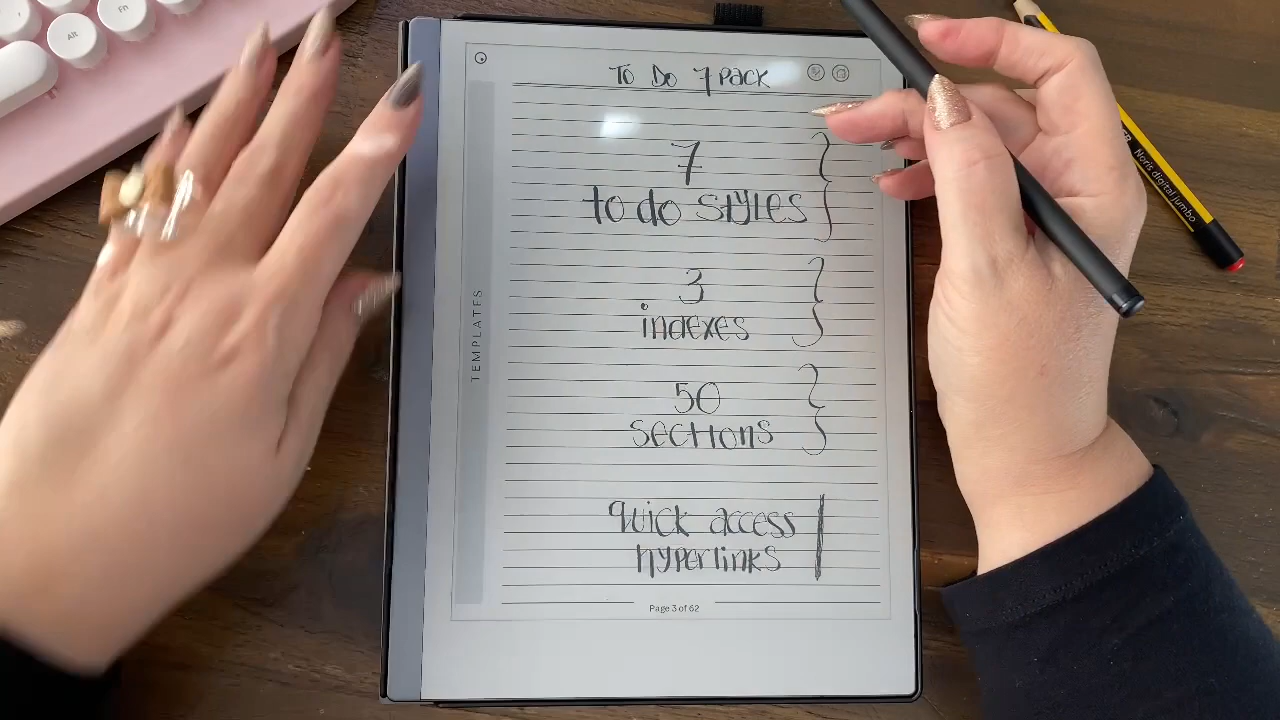 Alt
Fn
To Do 7 Pack
7
to do styles
3
indexes
50
sections
quick access
hyperlinks
TEMPLATES
Page 3 of 62
Noris digital jumbo